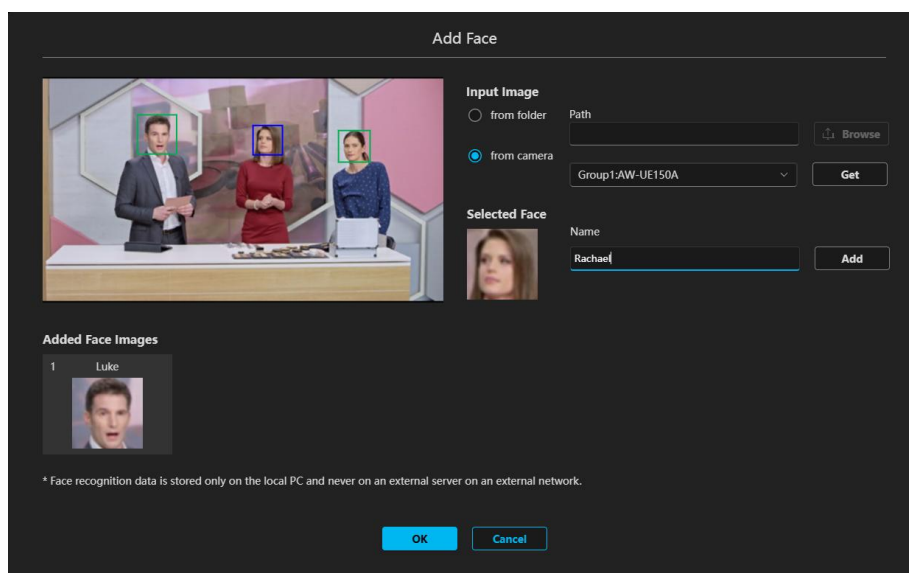 Add Face
Input Image
from folder
Path
Browse
from camera
Group1:AW-UE150A
Get
Selected Face
Name
Rachael
Add
Added Face Images
1 Luke
* Face recognition data is stored only on the local PC and never on an external server on an external network.
OK
Cancel